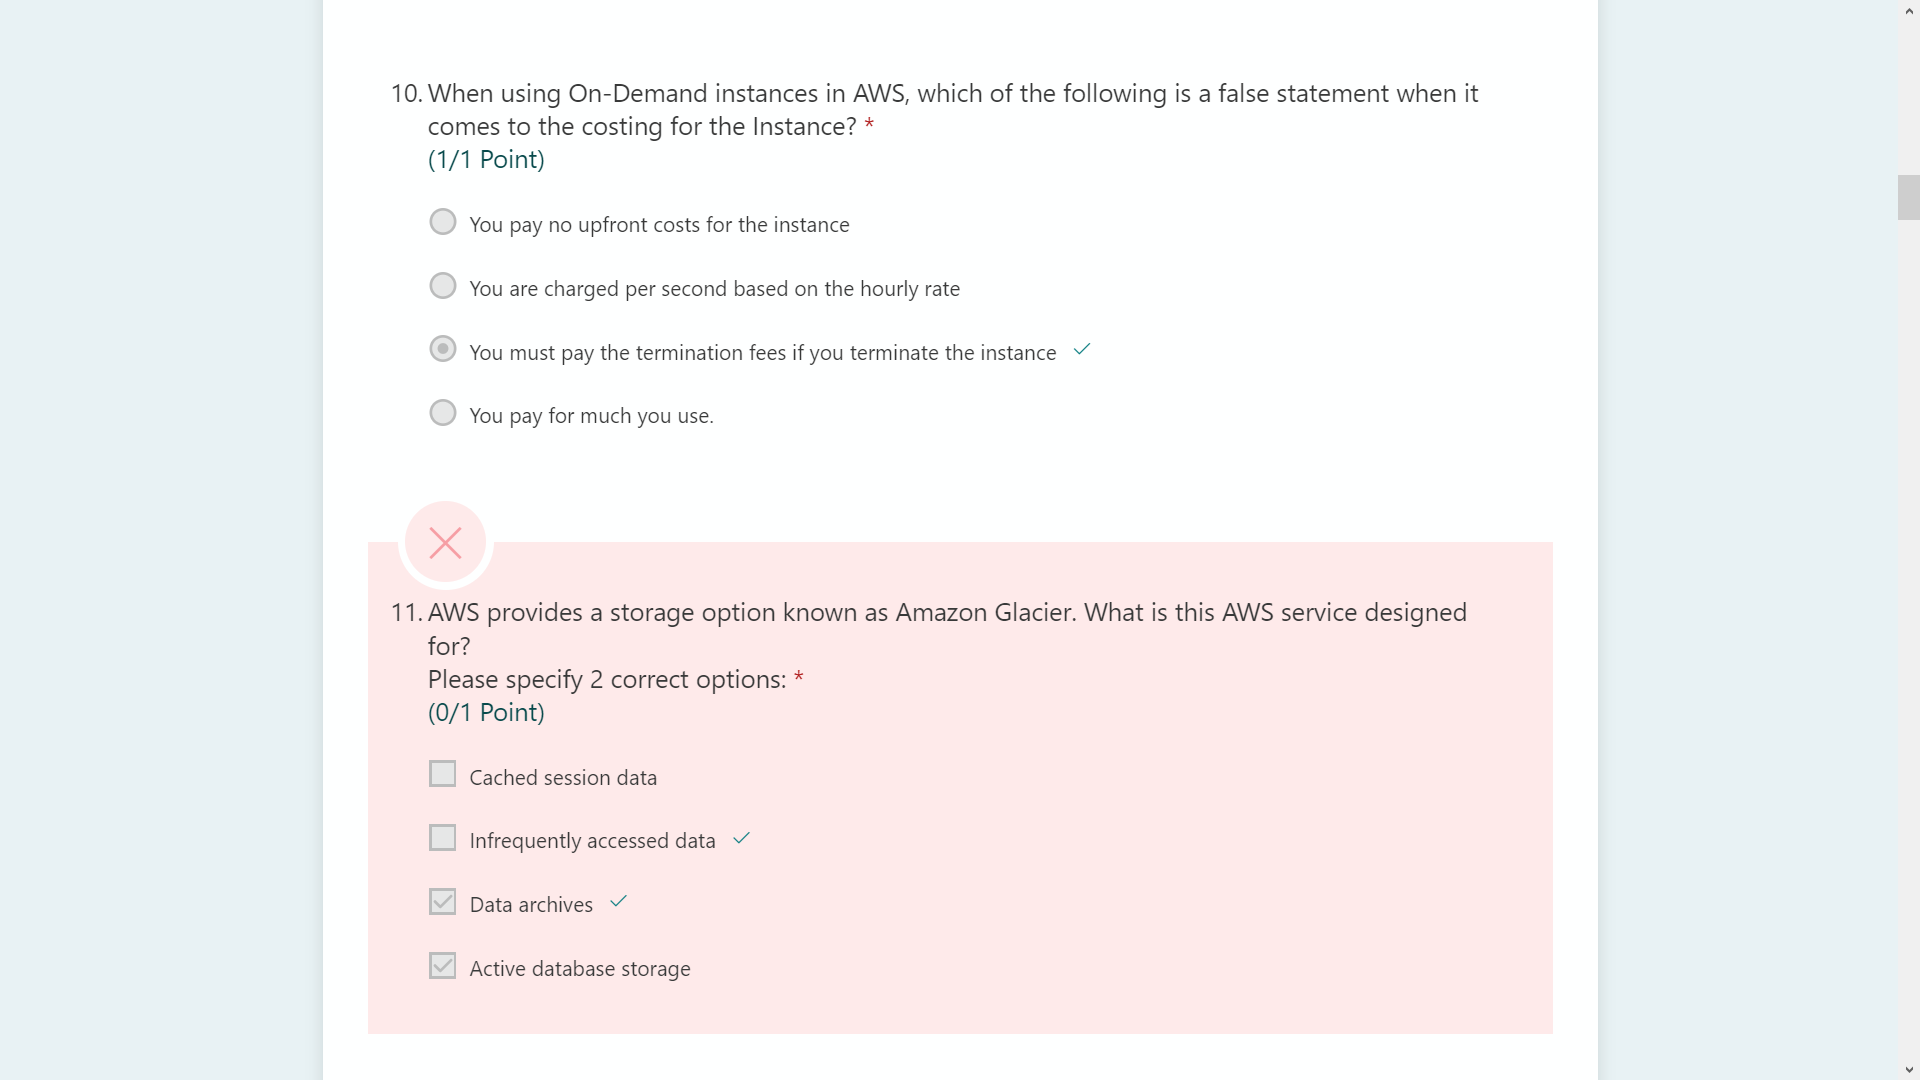 10. When using On-Demand instances in AWS, which of the following is a false statement when it
comes to the costing for the Instance? *
(1/1 Point)
You pay no upfront costs for the instance
You are charged per second based on the hourly rate
You must pay the termination fees if you terminate the instance
You pay for much you use.
11. AWS provides a storage option known as Amazon Glacier. What is this AWS service designed
for?
Please specify 2 correct options: *
(0/1 Point)
Cached session data
Infrequently accessed data
Data archives
Active database storage